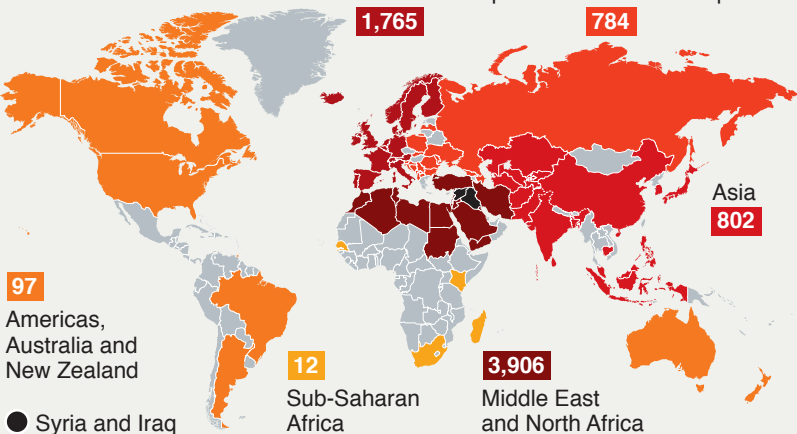 1,765
784
Asia
802
97
Americas,
Australia and
New Zealand
12
Sub-Saharan
Africa
3,906
Middle East
and North Africa
Syria and Iraq